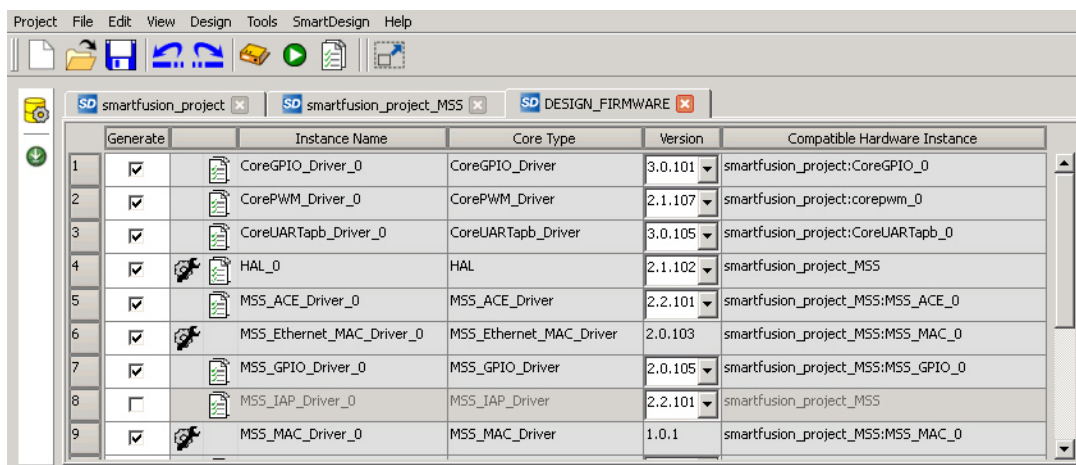 Project File Edit View Design Tools SmartDesign Help
SD smartfusion_project SD smartfusion_project_MSS SD DESIGN_FIRMWARE
Generate Instance Name Core Type Version Compatible Hardware Instance
1 CoreGPIO_Driver_0 CoreGPIO_Driver 3.0.101 smartfusion_project:CoreGPIO_0
2 CorePWM_Driver_0 CorePWM_Driver 2.1.107 smartfusion_project:corepwm_0
3 CoreUARTapb_Driver_0 CoreUARTapb_Driver 3.0.105 smartfusion_project:CoreUARTapb_0
4 HAL_0 HAL 2.1.102 smartfusion_project_MSS
5 MSS_ACE_Driver_0 MSS_ACE_Driver 2.2.101 smartfusion_project_MSS:MSS_ACE_0
6 MSS_Ethernet_MAC_Driver_0 MSS_Ethernet_MAC_Driver 2.0.103 smartfusion_project_MSS:MSS_MAC_0
7 MSS_GPIO_Driver_0 MSS_GPIO_Driver 2.0.105 smartfusion_project_MSS:MSS_GPIO_0
8 MSS_IAP_Driver_0 MSS_IAP_Driver 2.2.101 smartfusion_project_MSS
9 MSS_MAC_Driver_0 MSS_MAC_Driver 1.0.1 smartfusion_project_MSS:MSS_MAC_0